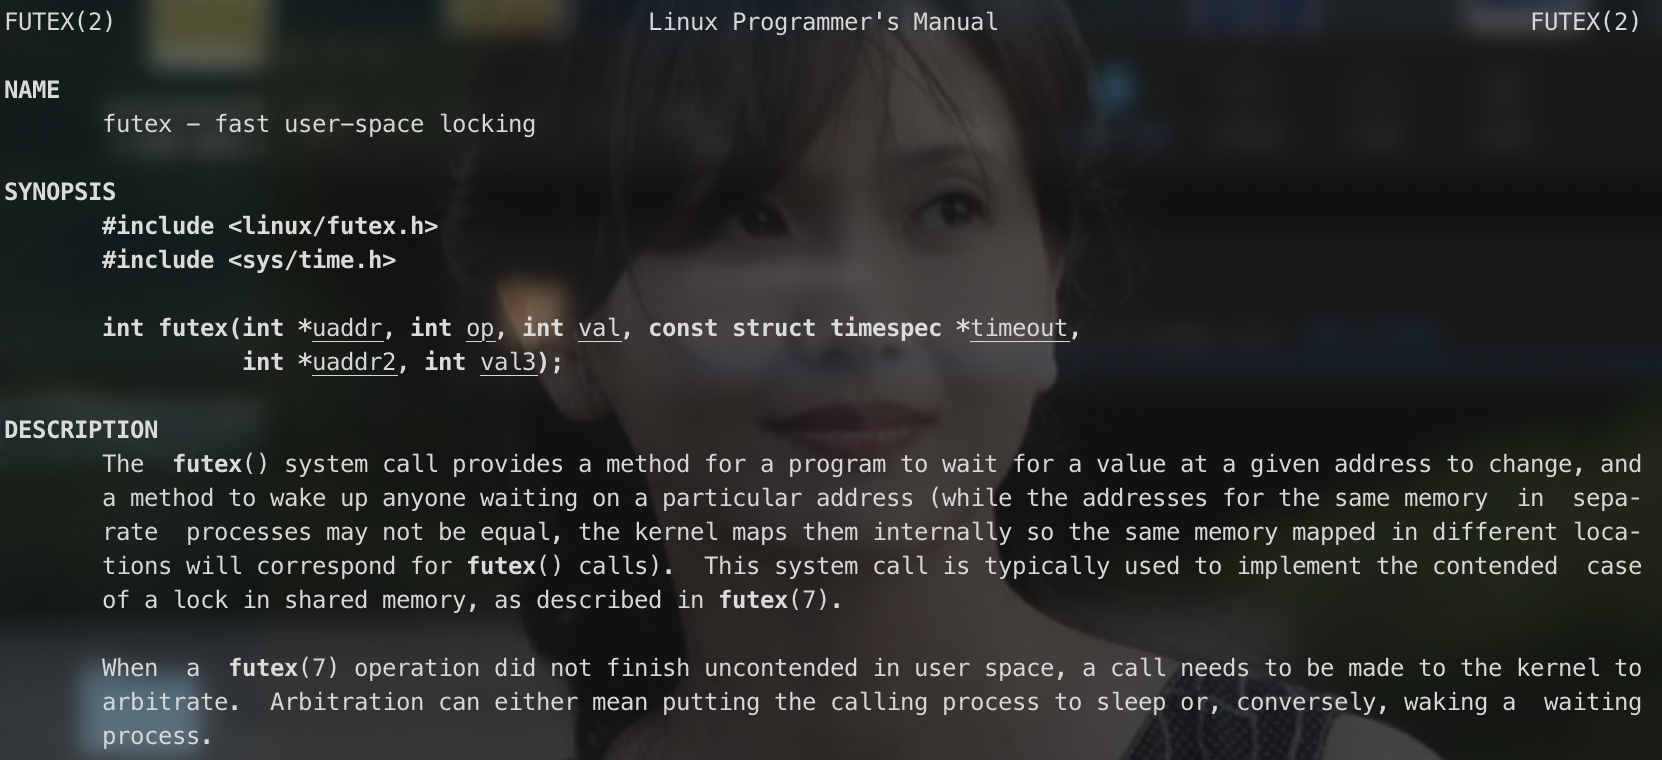 FUTEX(2) Linux Programmer's Manual FUTEX(2)
NAME
futex − fast user−space locking
SYNOPSIS
#include <linux/futex.h>
#include <sys/time.h>
int futex(int *uaddr, int op, int val, const struct timespec *timeout,
int *uaddr2, int val3);
DESCRIPTION
The futex() system call provides a method for a program to wait for a value at a given address to change, and
a method to wake up anyone waiting on a particular address (while the addresses for the same memory in sepa-
rate processes may not be equal, the kernel maps them internally so the same memory mapped in different loca-
tions will correspond for futex() calls). This system call is typically used to implement the contended case
of a lock in shared memory, as described in futex(7).
When a futex(7) operation did not finish uncontended in user space, a call needs to be made to the kernel to
arbitrate. Arbitration can either mean putting the calling process to sleep or, conversely, waking a waiting
process.